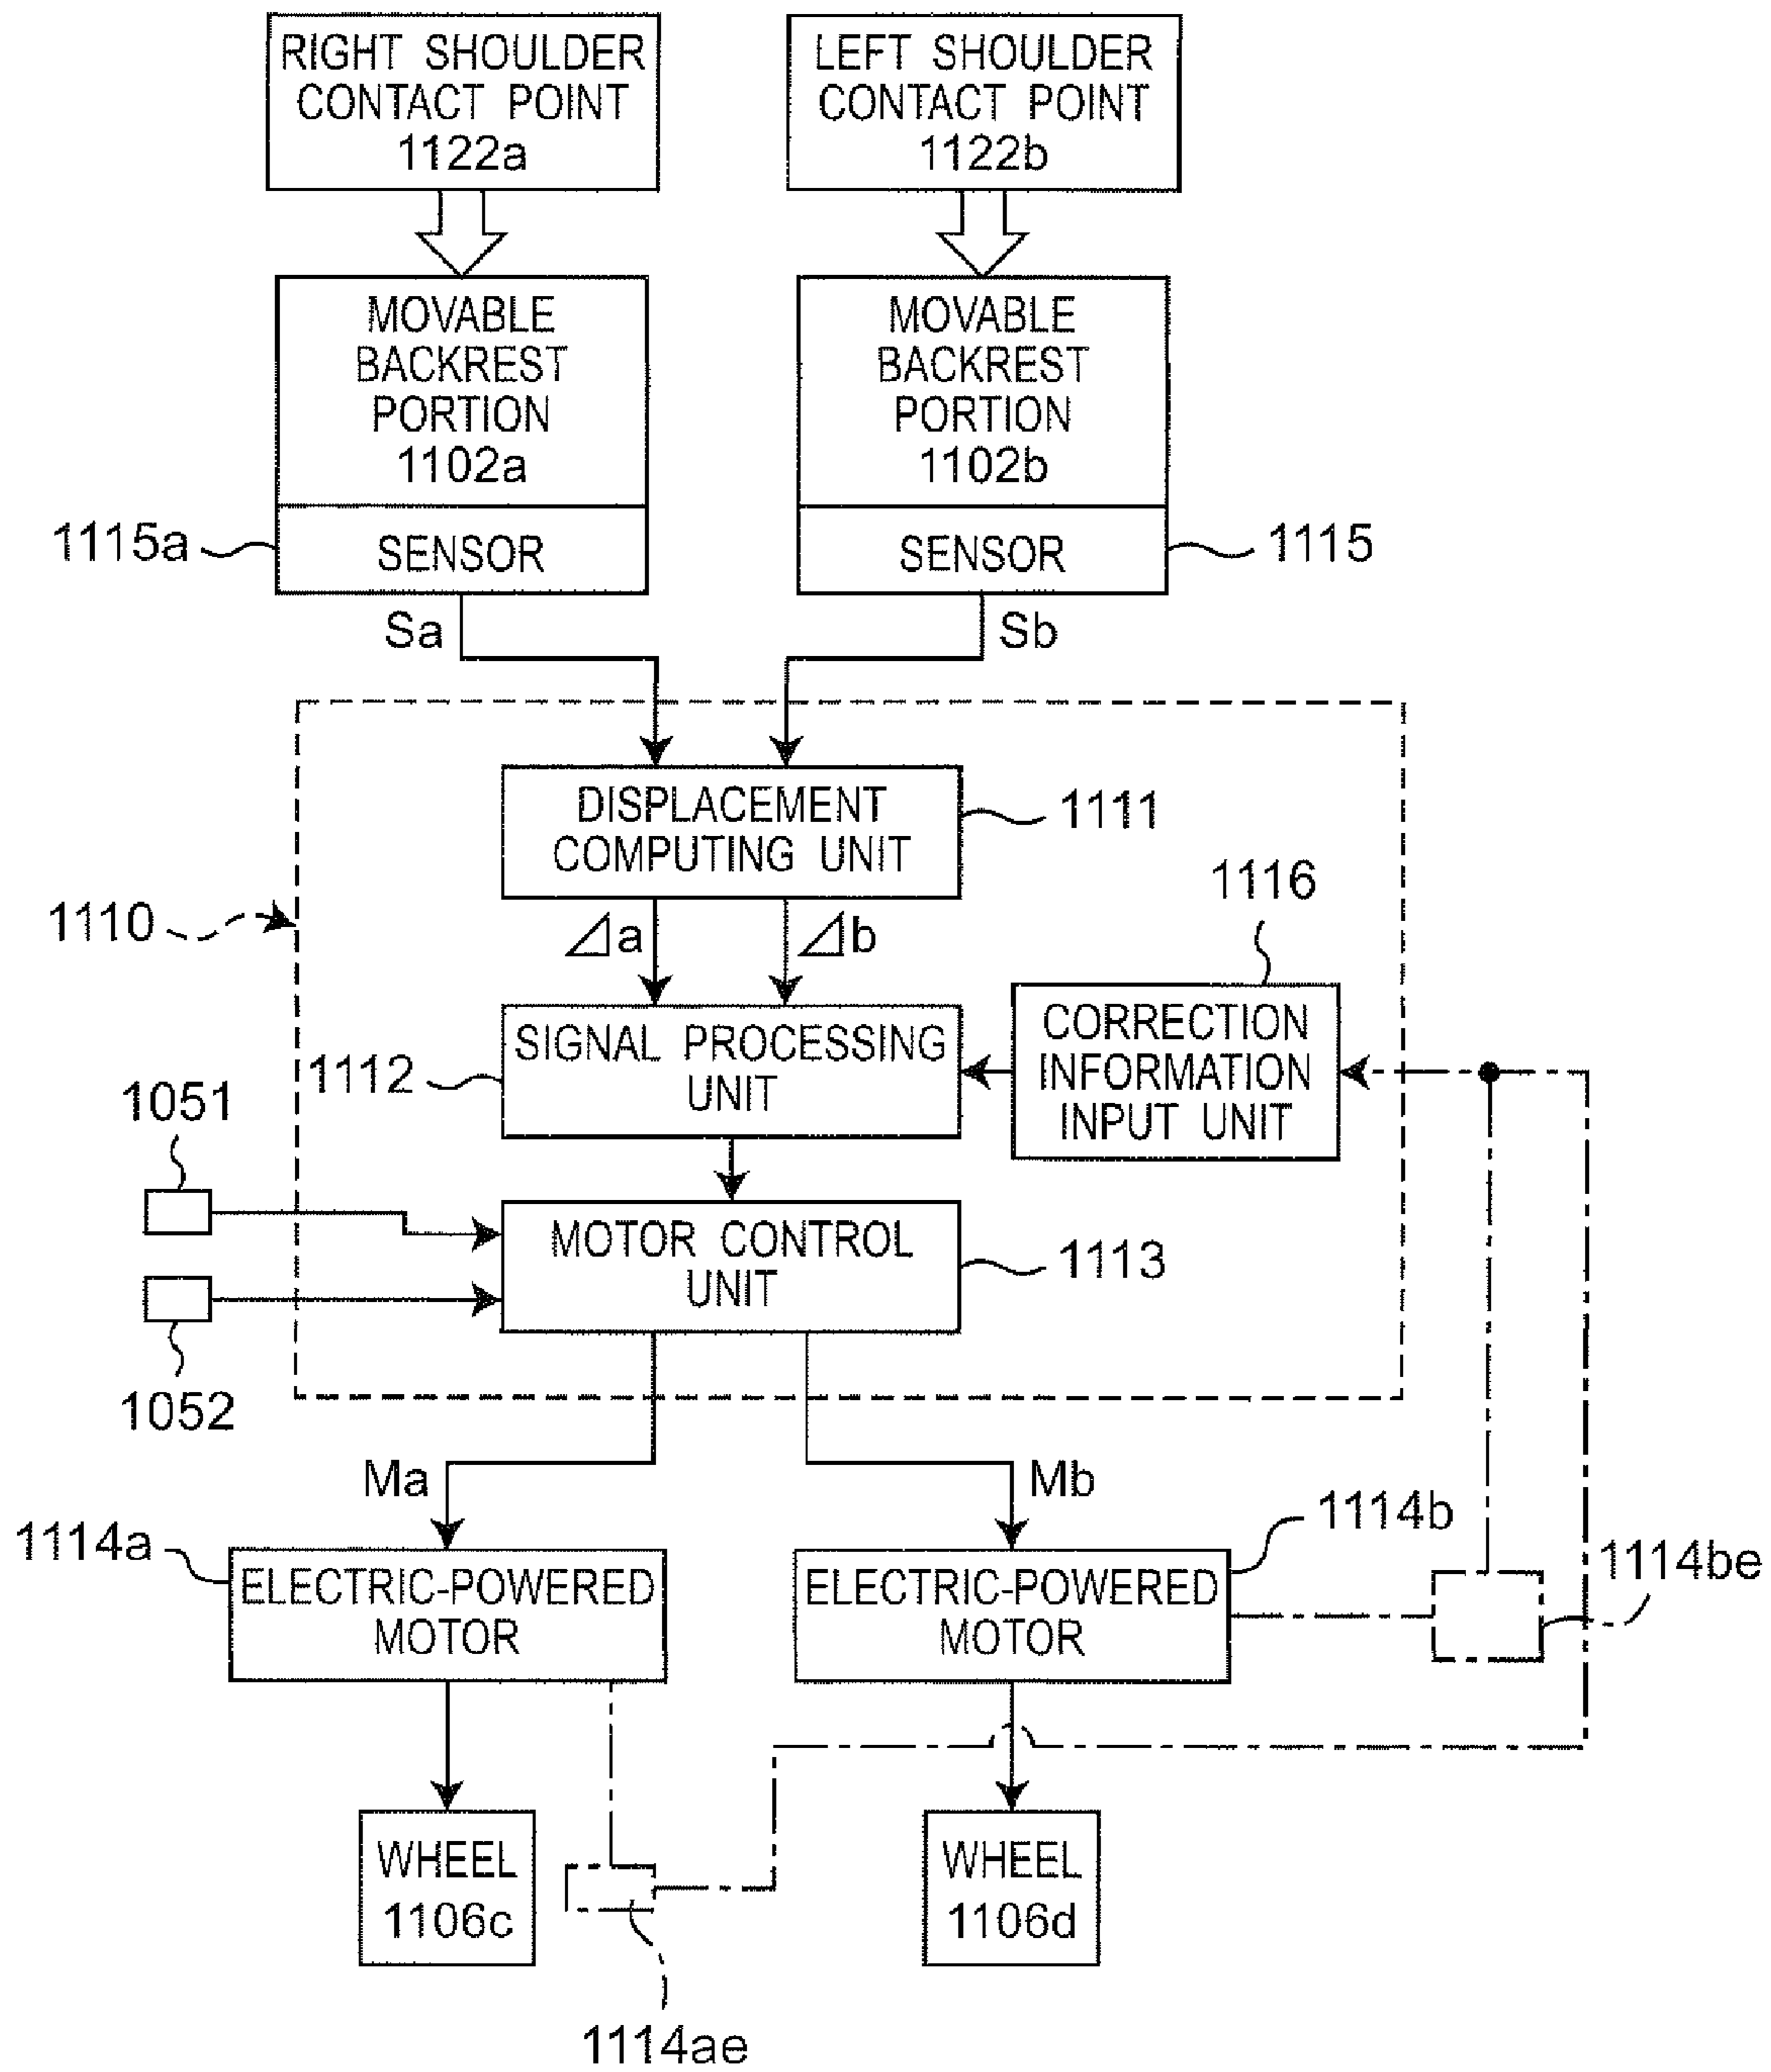 RIGHT SHOULDER
CONTACT POINT
1122a
LEFT SHOULDER
CONTACT POINT
1122b
MOVABLE
BACKREST
PORTION
1102a
MOVABLE
BACKREST
PORTION
1102b
1115a
SENSOR
SENSOR
1115
Sa
Sb
DISPLACEMENT
COMPUTING UNIT
1111
1116
1110
⊿a
⊿b
SIGNAL PROCESSING
UNIT
1112
CORRECTION
INFORMATION
INPUT UNIT
1051
MOTOR CONTROL
UNIT
1113
1052
Ma
Mb
1114a
1114b
ELECTRIC-POWERED
MOTOR
ELECTRIC-POWERED
MOTOR
1114be
WHEEL
1106c
WHEEL
1106d
1114ae